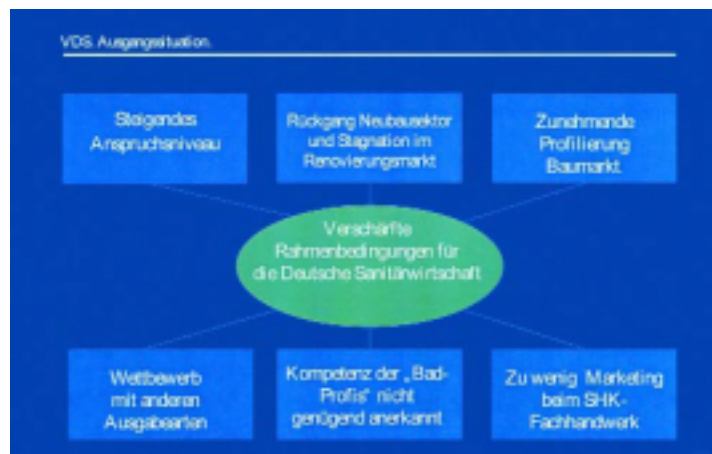 VDS. Ausgangssituation.
Steigendes
Anspruchsniveau
Rückgang Neubausektor
und Stagnation im
Renovierungsmarkt
Zunehmende
Profilierung
Baumarkt
Verschärfte
Rahmenbedingungen für
die Deutsche Sanitärwirtschaft
Wettbewerb
mit anderen
Ausgabearten
Kompetenz der „Bad-
Profis“ nicht
genügend anerkannt
Zu wenig Marketing
beim SHK-
Fachhandwerk